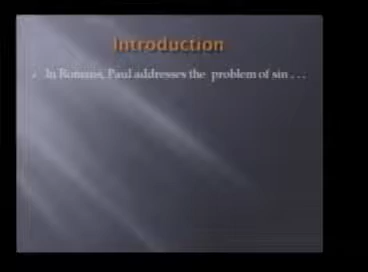 Introduction
In Romans, Paul addresses the problem of sin . . .